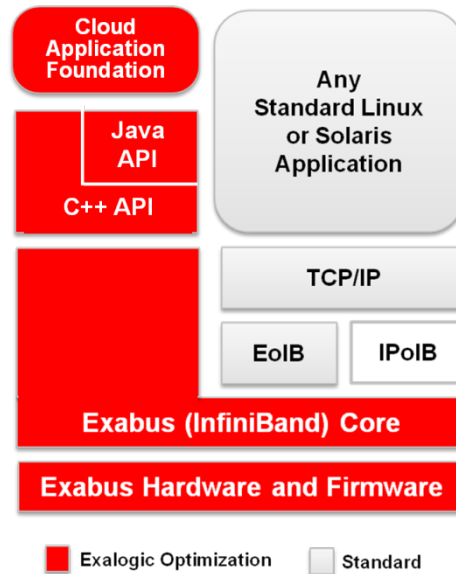 Cloud
Application
Foundation
Java
API
C++ API
Any
Standard Linux
or Solaris
Application
TCP/IP
EoIB
IPoIB
Exabus (InfiniBand) Core
Exabus Hardware and Firmware
Exalogic Optimization
Standard